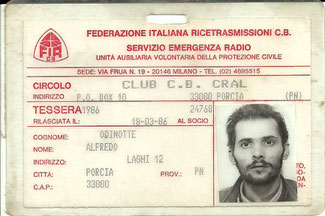 FEDERAZIONE ITALIANA RICETRASMISSIONI C.B.
SERVIZIO EMERGENZA RADIO
UNITÀ AUSILIARIA VOLONTARIA DELLA PROTEZIONE CIVILE
FIR
C B
SEDE: VIA FRUA N. 19 - 20146 MILANO - TEL. (02) 4695515
CIRCOLO CLUB C.B. CRAL
INDIRIZZO P.O. BOX 10 33080 PORCIA (PN)
TESSERA 1986 24768
RILASCIATA IL: 18-03-86 AL SOCIO
COGNOME: ODINOTTE
NOME: ALFREDO
INDIRIZZO: LAGHI 12
CITTÀ PORCIA PROV.: PN
C.A.P.: 33080